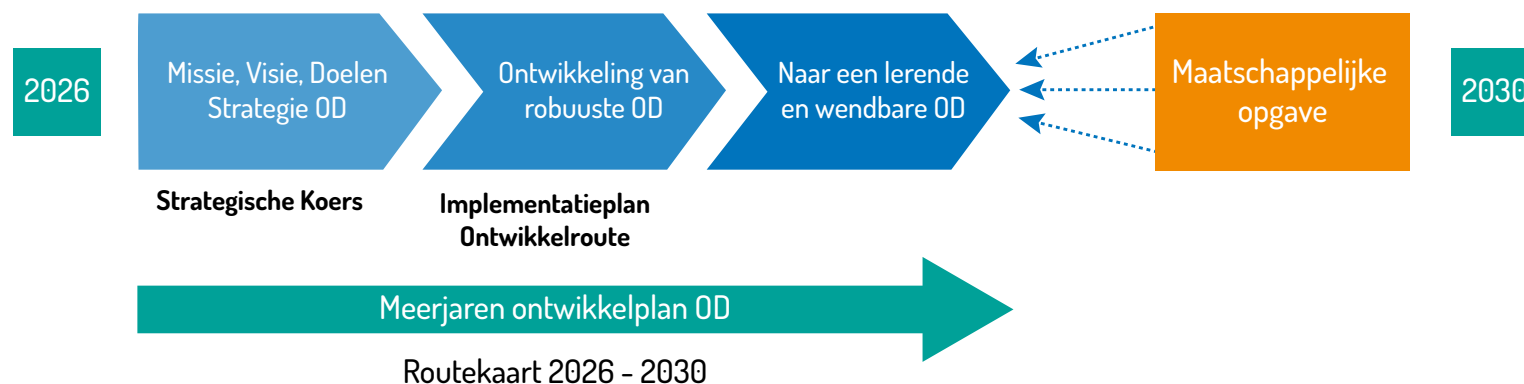 2026
Missie, Visie, Doelen
Strategie OD
Ontwikkeling van
robuuste OD
Naar een lerende
en wendbare OD
Maatschappelijke
opgave
2030
Strategische Koers
Implementatieplan
Ontwikkelroute
Meerjaren ontwikkelplan OD
Routekaart 2026 - 2030